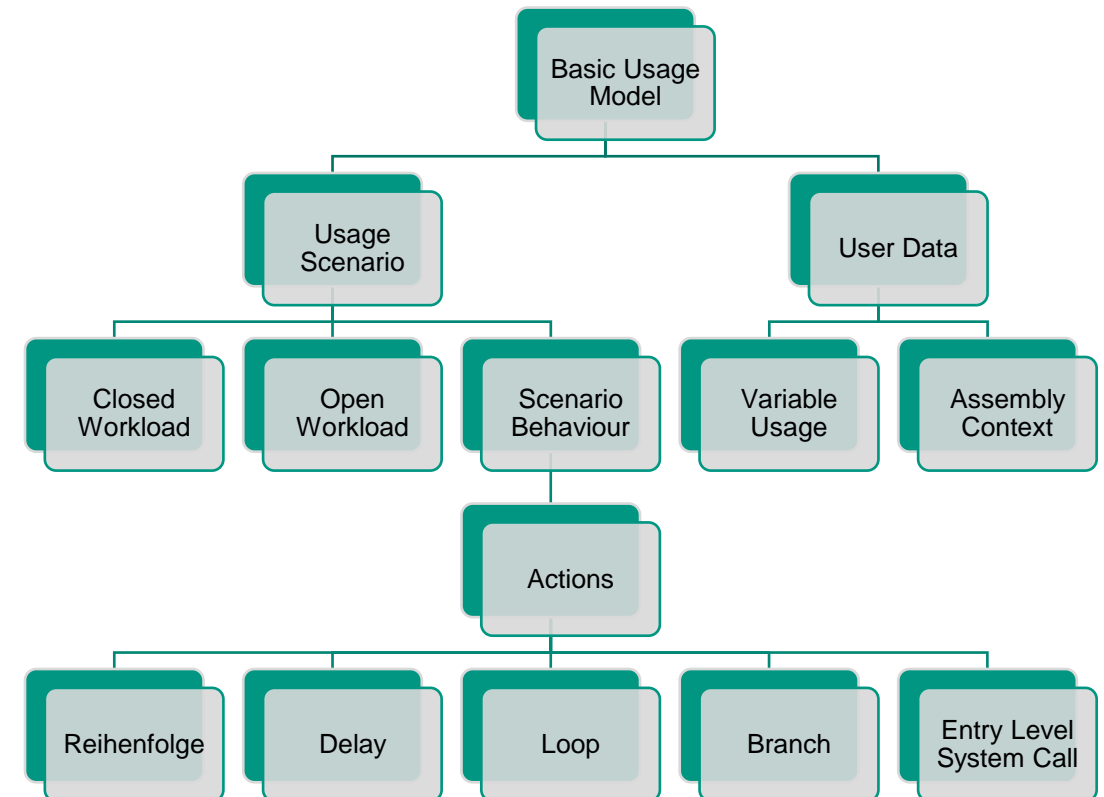 Basic Usage
Model
Usage
Scenario
User Data
Closed
Workload
Open
Workload
Scenario
Behaviour
Variable
Usage
Assembly
Context
Actions
Reihenfolge
Delay
Loop
Branch
Entry Level
System Call